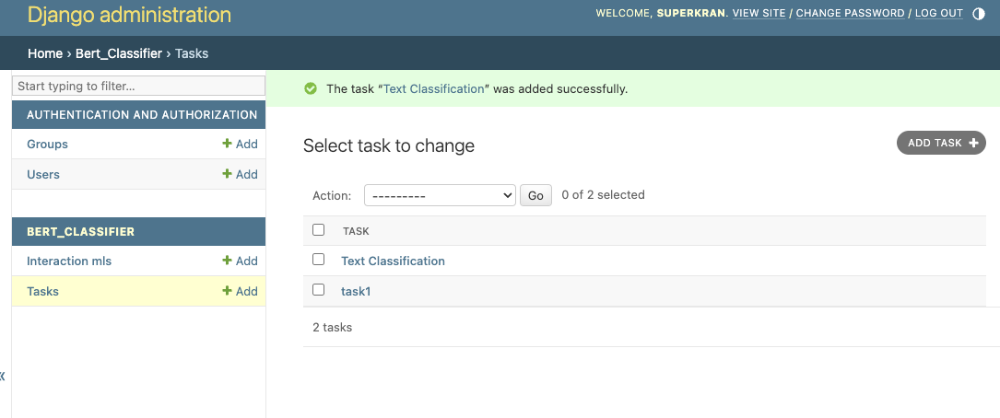 Django administration
WELCOME, SUPERKRAN. VIEW SITE / CHANGE PASSWORD / LOG OUT
Home › Bert_Classifier › Tasks
Start typing to filter...
AUTHENTICATION AND AUTHORIZATION
Groups + Add
Users + Add
BERT_CLASSIFIER
Interaction mls + Add
Tasks + Add
«
The task “Text Classification” was added successfully.
Select task to change
ADD TASK +
Action: --------- Go 0 of 2 selected
TASK
Text Classification
task1
2 tasks